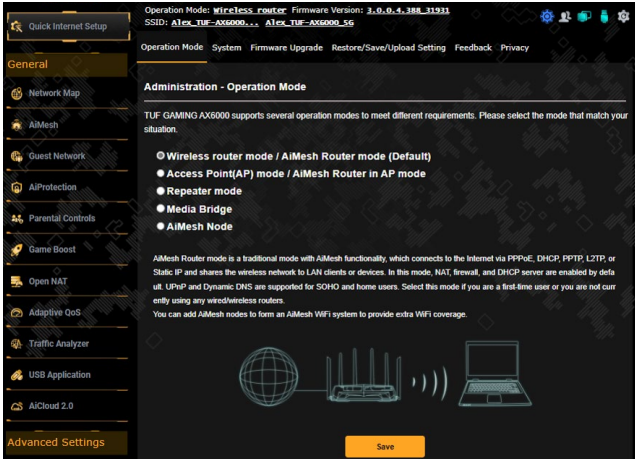 Quick Internet Setup
General
Network Map
AiMesh
Guest Network
AiProtection
Parental Controls
Game Boost
Open NAT
Adaptive QoS
Traffic Analyzer
USB Application
AiCloud 2.0
Advanced Settings
Operation Mode: Wireless router Firmware Version: 3.0.0.4.388_31931
SSID: Alex_TUF-AX6000... Alex_TUF-AX6000_5G
Operation Mode System Firmware Upgrade Restore/Save/Upload Setting Feedback Privacy
Administration - Operation Mode
TUF GAMING AX6000 supports several operation modes to meet different requirements. Please select the mode that match your
situation.
Wireless router mode / AiMesh Router mode (Default)
Access Point(AP) mode / AiMesh Router in AP mode
Repeater mode
Media Bridge
AiMesh Node
AiMesh Router mode is a traditional mode with AiMesh functionality, which connects to the Internet via PPPoE, DHCP, PPTP, L2TP, or
Static IP and shares the wireless network to LAN clients or devices. In this mode, NAT, firewall, and DHCP server are enabled by defa
ult. UPnP and Dynamic DNS are supported for SOHO and home users. Select this mode if you are a first-time user or you are not curr
ently using any wired/wireless routers.
You can add AiMesh nodes to form an AiMesh WiFi system to provide extra WiFi coverage.
Save